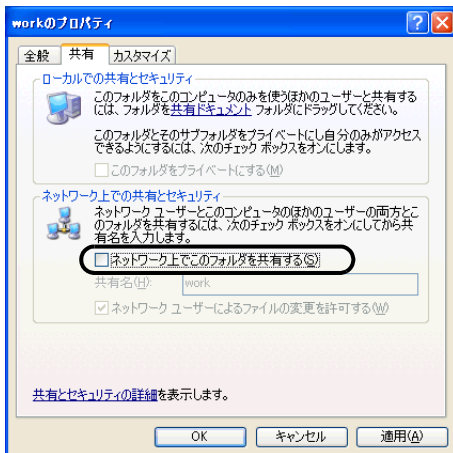 workのプロパティ
全般 共有 カスタマイズ
ローカルでの共有とセキュリティ
このフォルダをこのコンピュータのみを使うほかのユーザーと共有する
には、フォルダを共有ドキュメント フォルダにドラッグしてください。
このフォルダとそのサブフォルダをプライベートにし自分のみがアクセス
できるようにするには、次のチェック ボックスをオンにします。
このフォルダをプライベートにする(M)
ネットワーク上での共有とセキュリティ
ネットワーク ユーザーとこのコンピュータのほかのユーザーの両方とこ
のフォルダを共有するには、次のチェック ボックスをオンにしてから共
有名を入力します。
ネットワーク上でこのフォルダを共有する(S)
共有名(H): work
ネットワーク ユーザーによるファイルの変更を許可する(W)
共有とセキュリティの詳細を表示します。
OK キャンセル 適用(A)